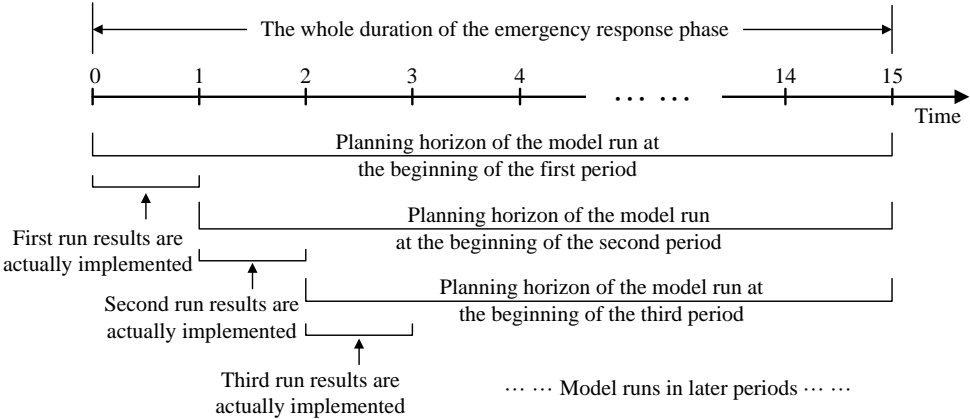 The whole duration of the emergency response phase
0 1 2 3 4 14 15
… …
Time
Planning horizon of the model run at
the beginning of the first period
First run results are
actually implemented
Planning horizon of the model run
at the beginning of the second period
Second run results are
actually implemented
Planning horizon of the model run at
the beginning of the third period
Third run results are
actually implemented
… … Model runs in later periods … …